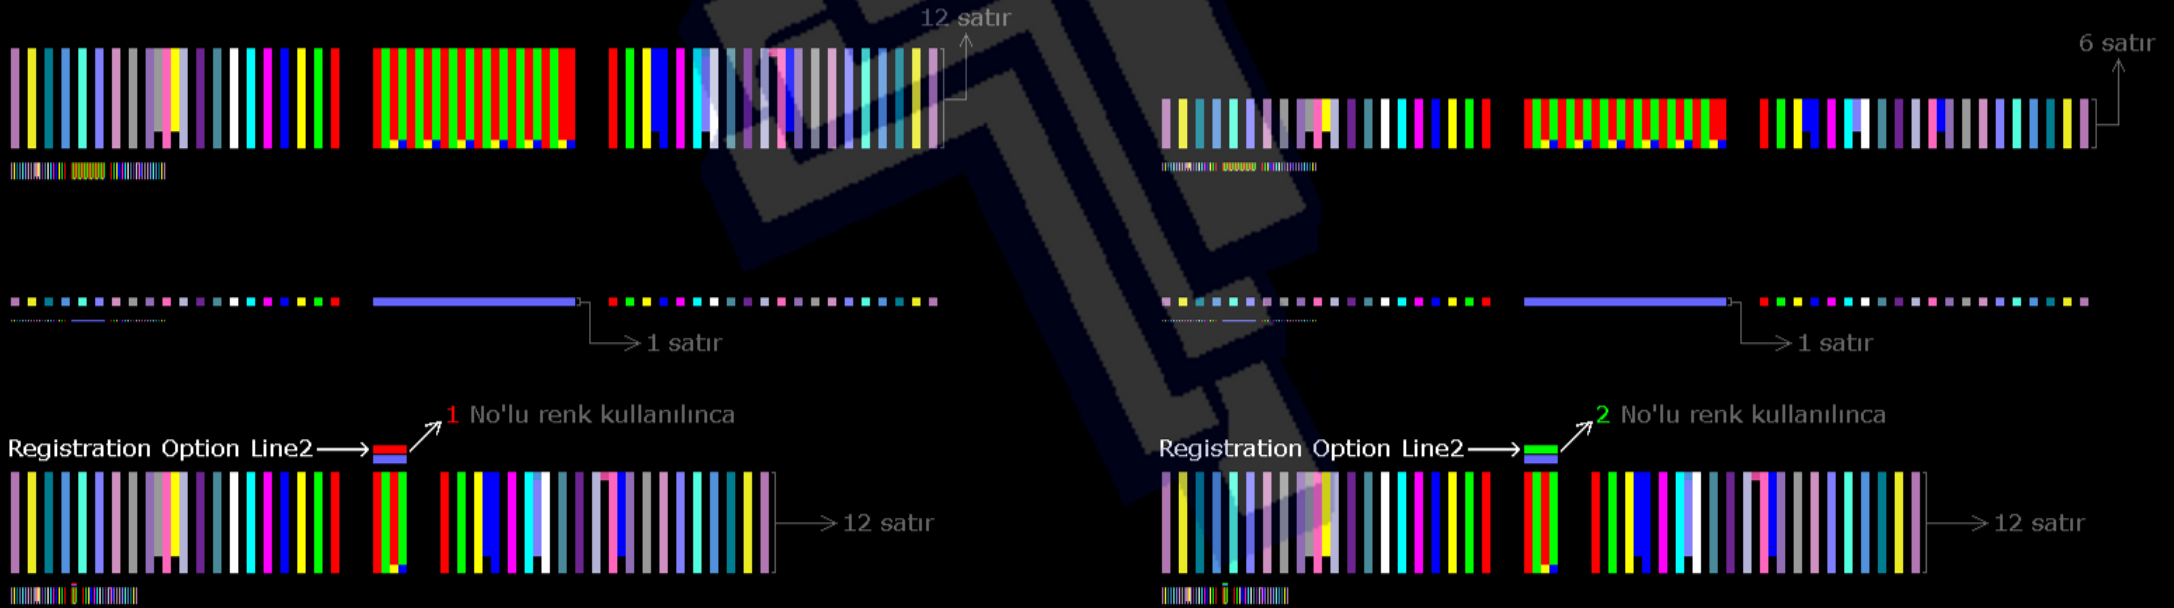 12 satır
6 satır
1 satır
1 satır
1 No'lu renk kullanılınca
2 No'lu renk kullanılınca
Registration Option Line2
Registration Option Line2
12 satır
12 satır